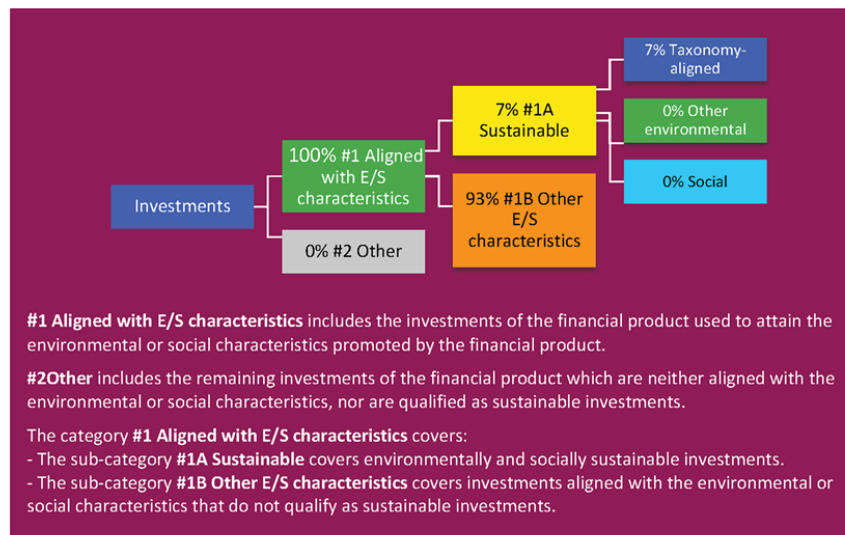 Investments
100% #1 Aligned
with E/S
characteristics
0% #2 Other
7% #1A
Sustainable
93% #1B Other
E/S
characteristics
7% Taxonomy-
aligned
0% Other
environmental
0% Social
#1 Aligned with E/S characteristics includes the investments of the financial product used to attain the
environmental or social characteristics promoted by the financial product.
#2Other includes the remaining investments of the financial product which are neither aligned with the
environmental or social characteristics, nor are qualified as sustainable investments.
The category #1 Aligned with E/S characteristics covers:
- The sub-category #1A Sustainable covers environmentally and socially sustainable investments.
- The sub-category #1B Other E/S characteristics covers investments aligned with the environmental or
social characteristics that do not qualify as sustainable investments.